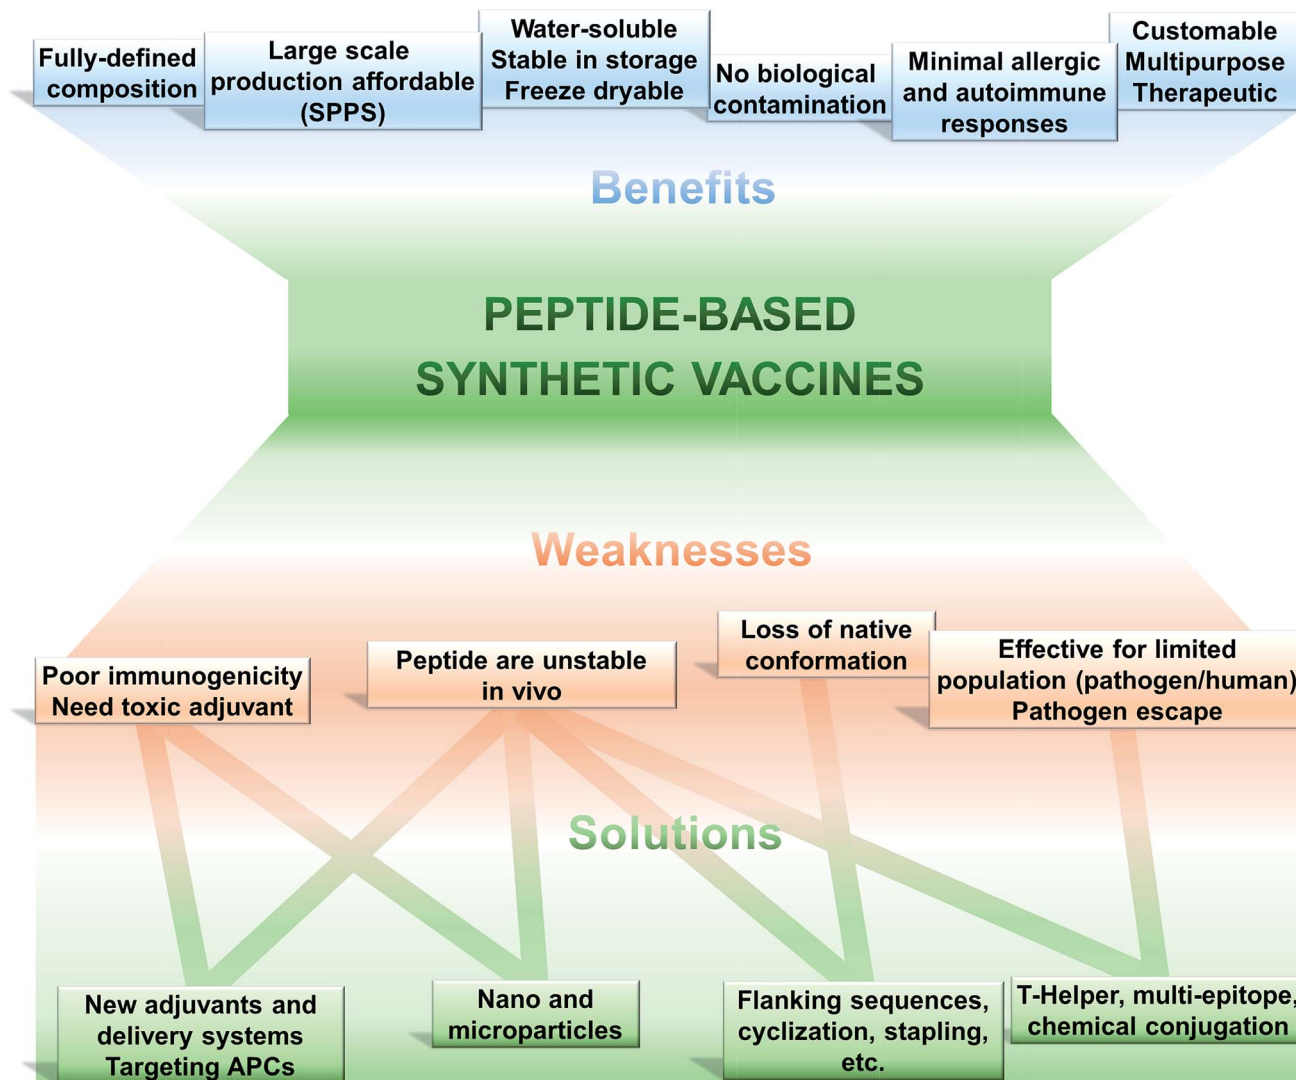 Fully-defined
composition
Large scale
production affordable
(SPPS)
Water-soluble
Stable in storage
Freeze dryable
No biological
contamination
Minimal allergic
and autoimmune
responses
Customable
Multipurpose
Therapeutic
Benefits
PEPTIDE-BASED
SYNTHETIC VACCINES
Weaknesses
Poor immunogenicity
Need toxic adjuvant
Peptide are unstable
in vivo
Loss of native
conformation
Effective for limited
population (pathogen/human)
Pathogen escape
Solutions
New adjuvants and
delivery systems
Targeting APCs
Nano and
microparticles
Flanking sequences,
cyclization, stapling,
etc.
T-Helper, multi-epitope,
chemical conjugation